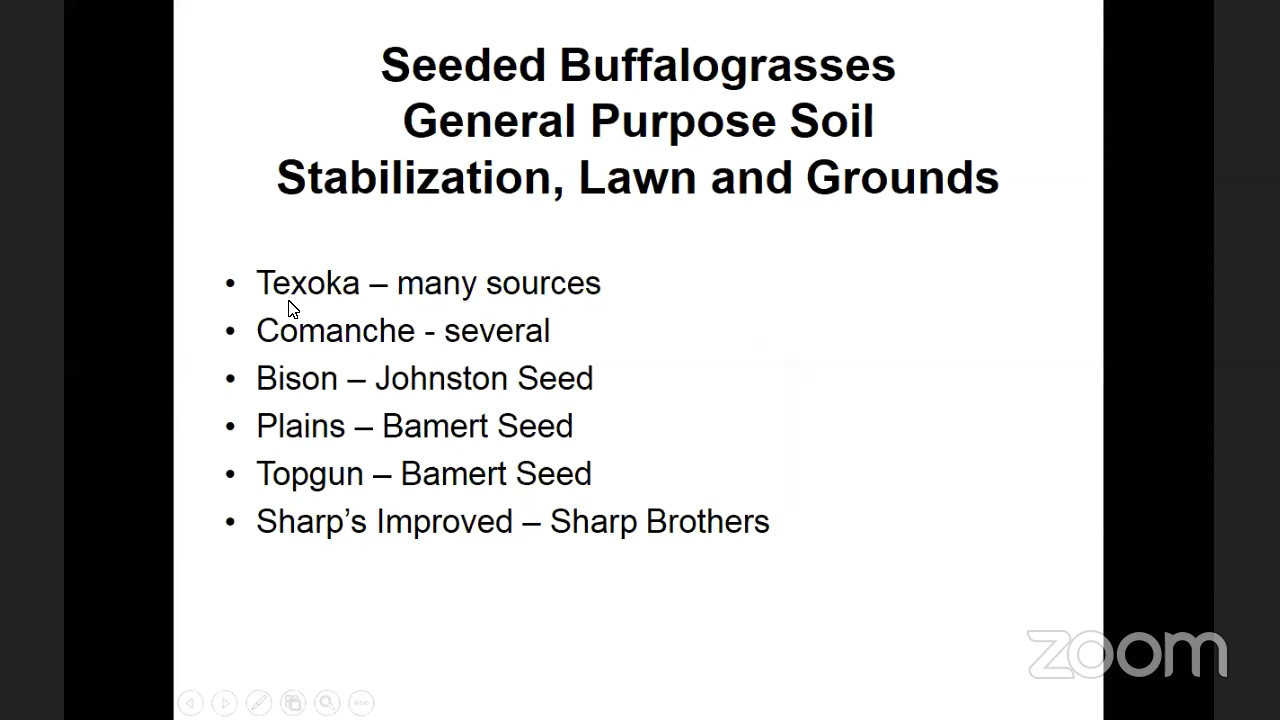 Seeded Buffalograsses
General Purpose Soil
Stabilization, Lawn and Grounds
• Texoka – many sources
• Comanche - several
• Bison – Johnston Seed
• Plains – Bamert Seed
• Topgun – Bamert Seed
• Sharp’s Improved – Sharp Brothers
zoom